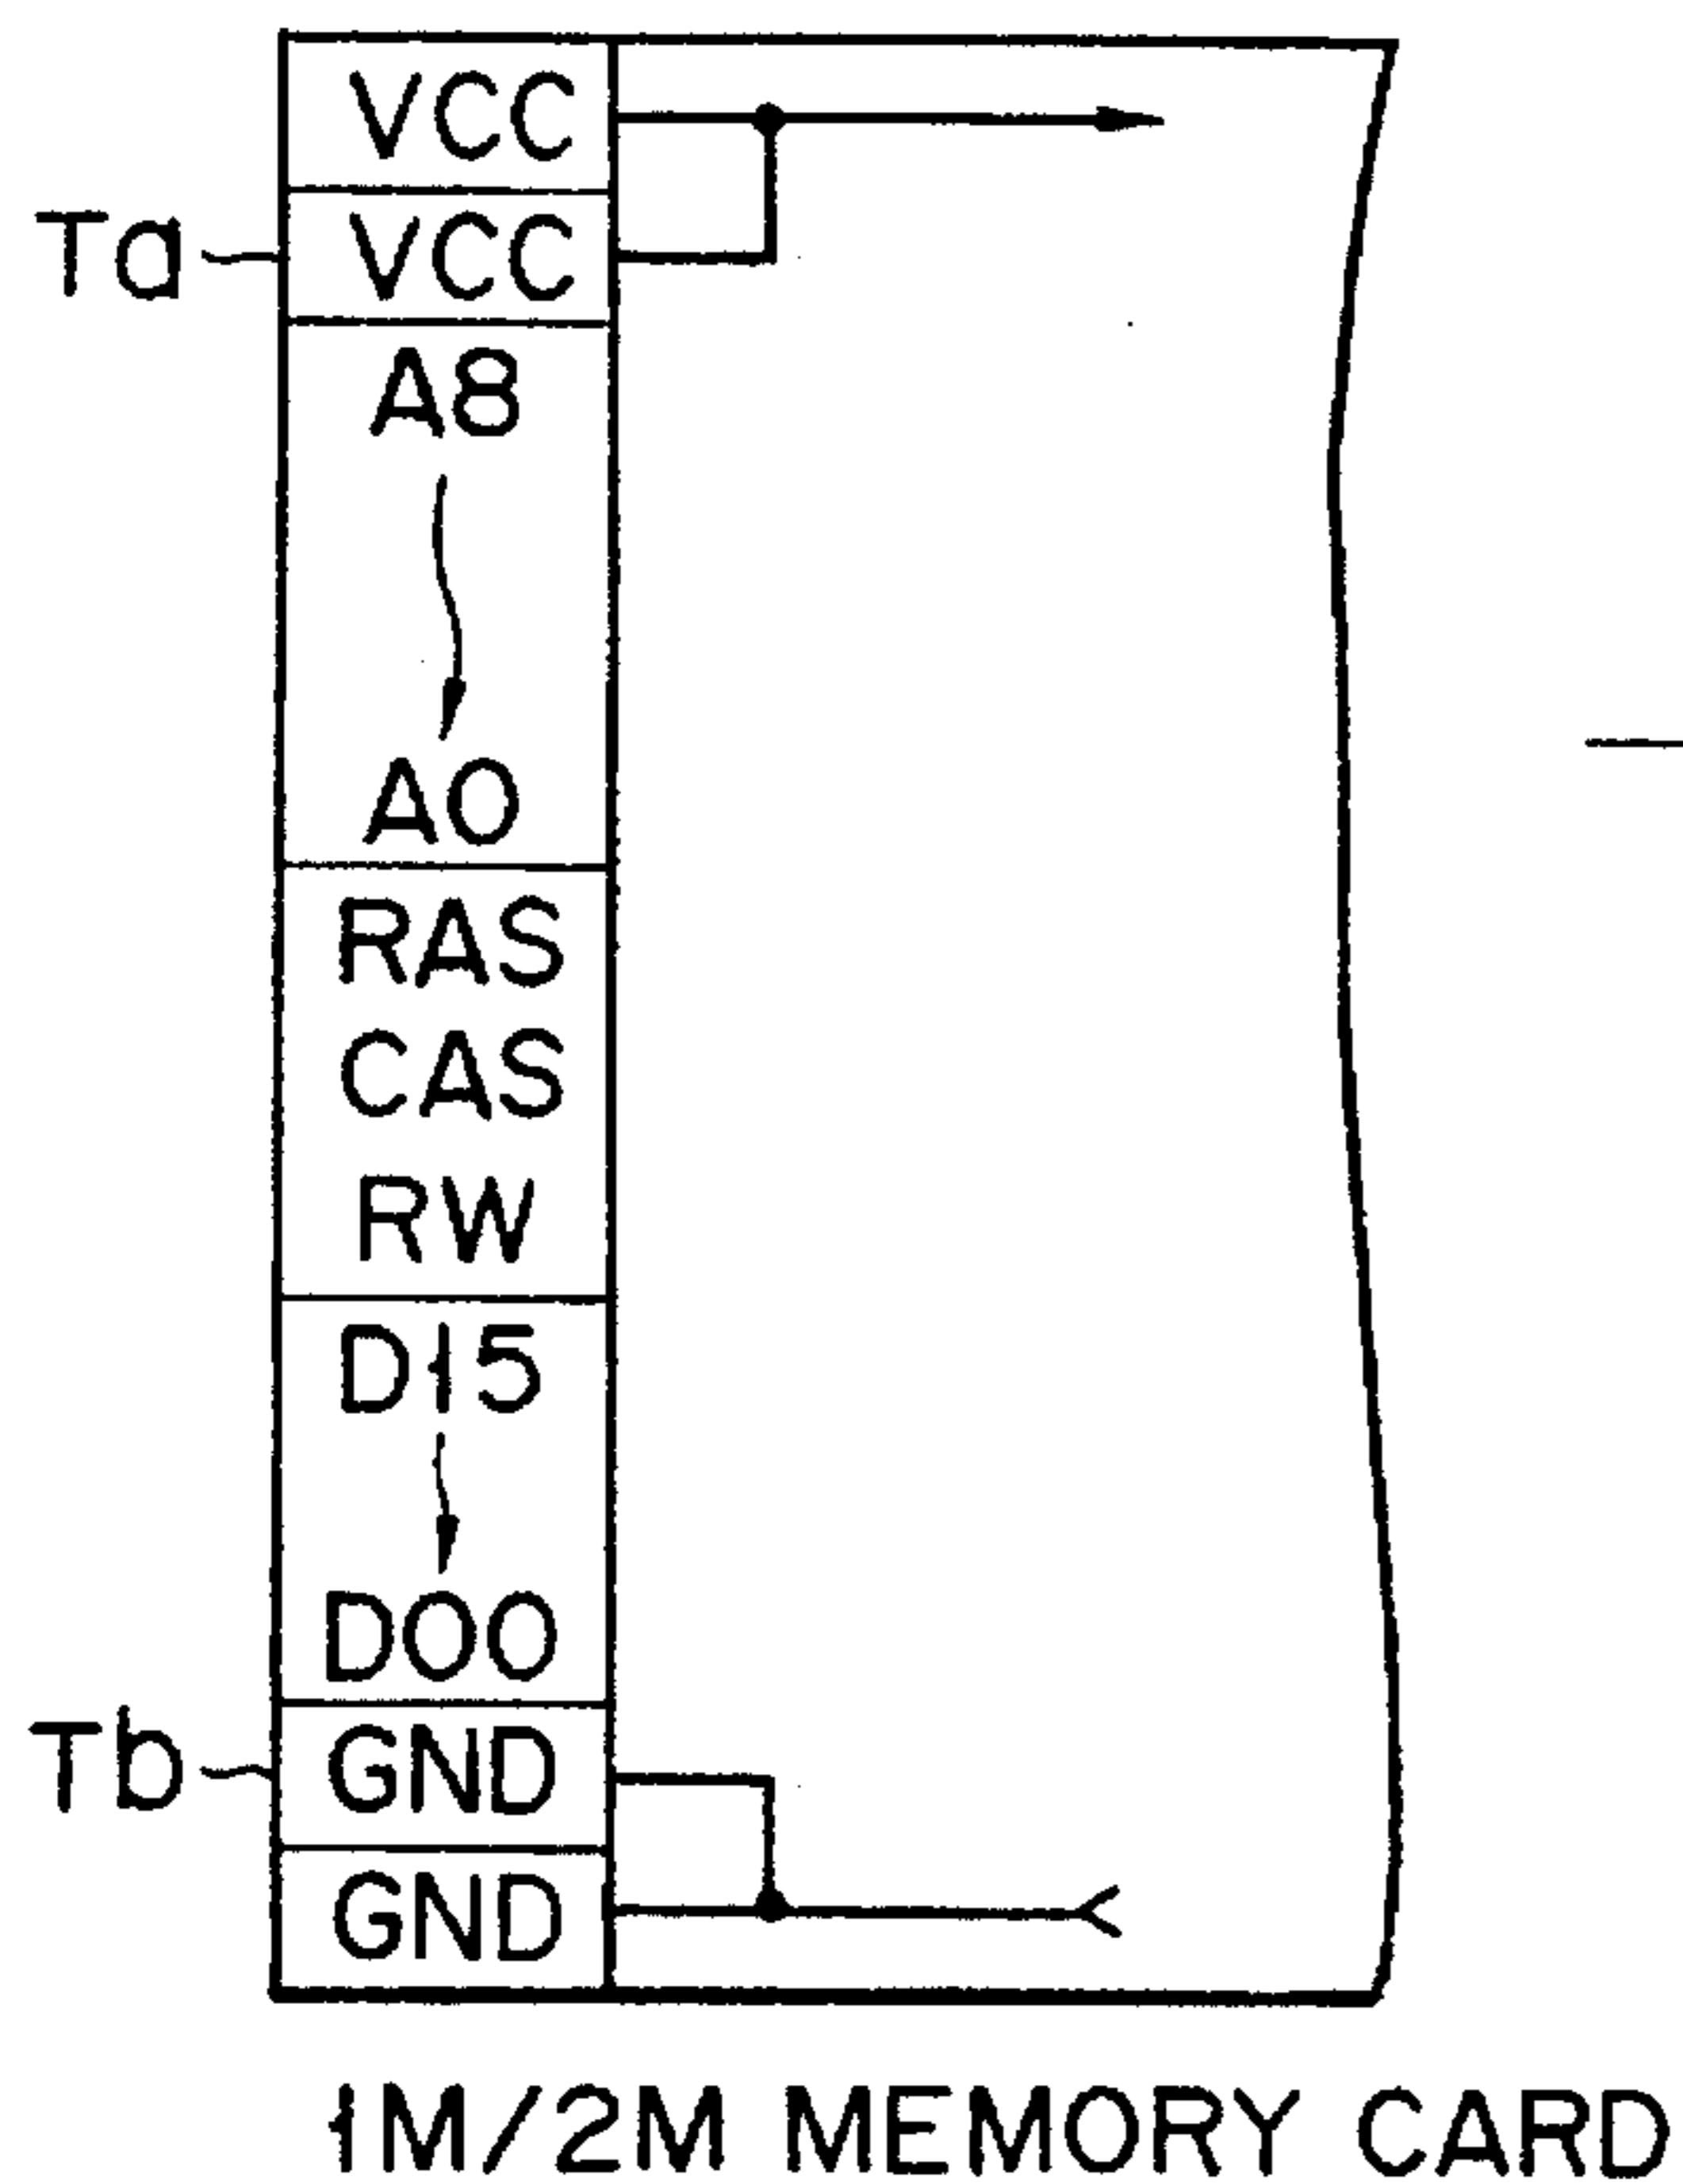 VCC
Ta VCC
A8
A0
RAS
CAS
RW
D15
D00
Tb GND
GND
1M/2M MEMORY CARD